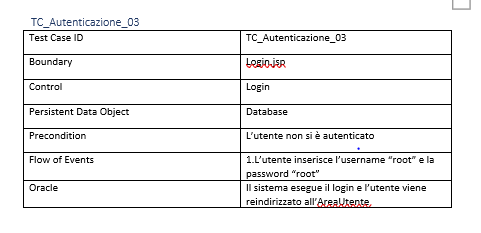 TC_Autenticazione_03
Test Case ID TC_Autenticazione_03
Boundary Login.jsp
Control Login
Persistent Data Object Database
Precondition L'utente non si è autenticato
Flow of Events 1.L'utente inserisce l'username “root” e la
password “root”
Oracle Il sistema esegue il login e l'utente viene
reindirizzato all'AreaUtente.